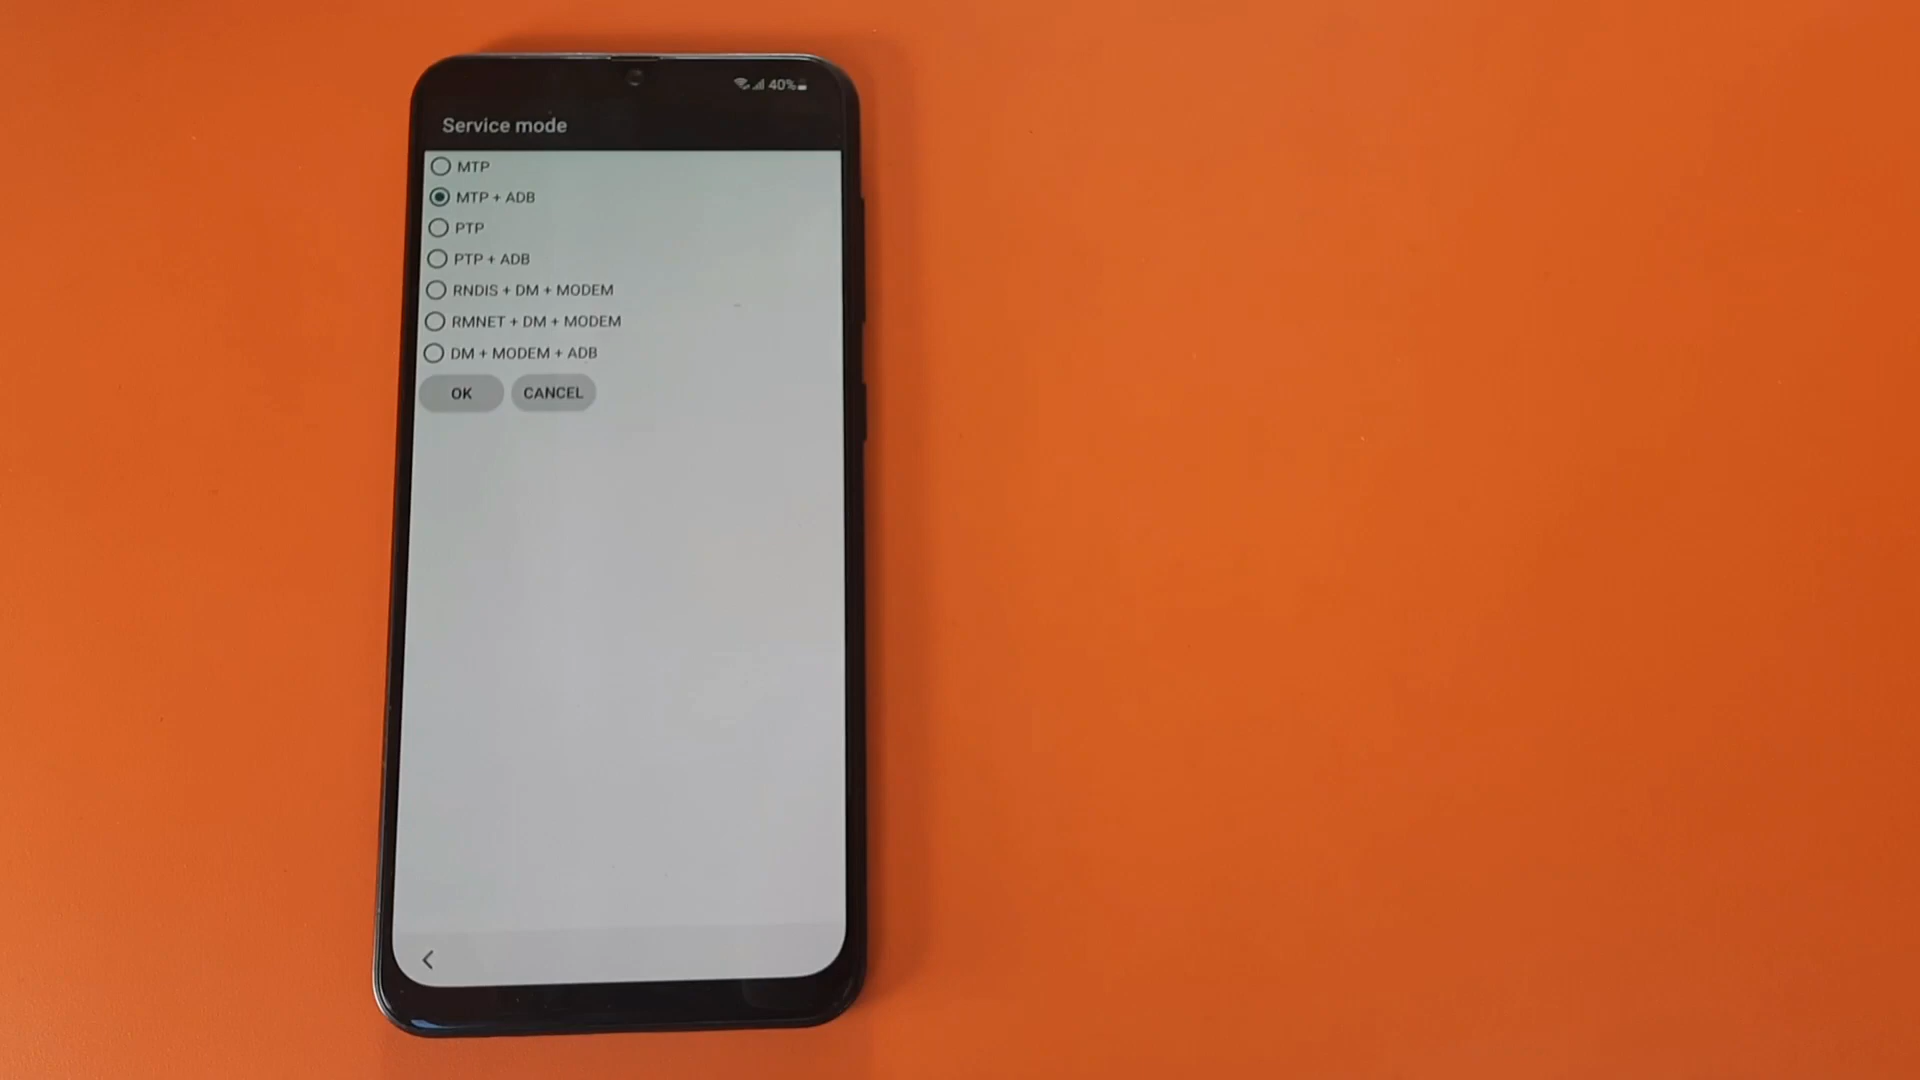 40%
Service mode
MTP
MTP + ADB
PTP
PTP + ADB
RNDIS + DM + MODEM
RMNET + DM + MODEM
DM + MODEM + ADB
OK CANCEL